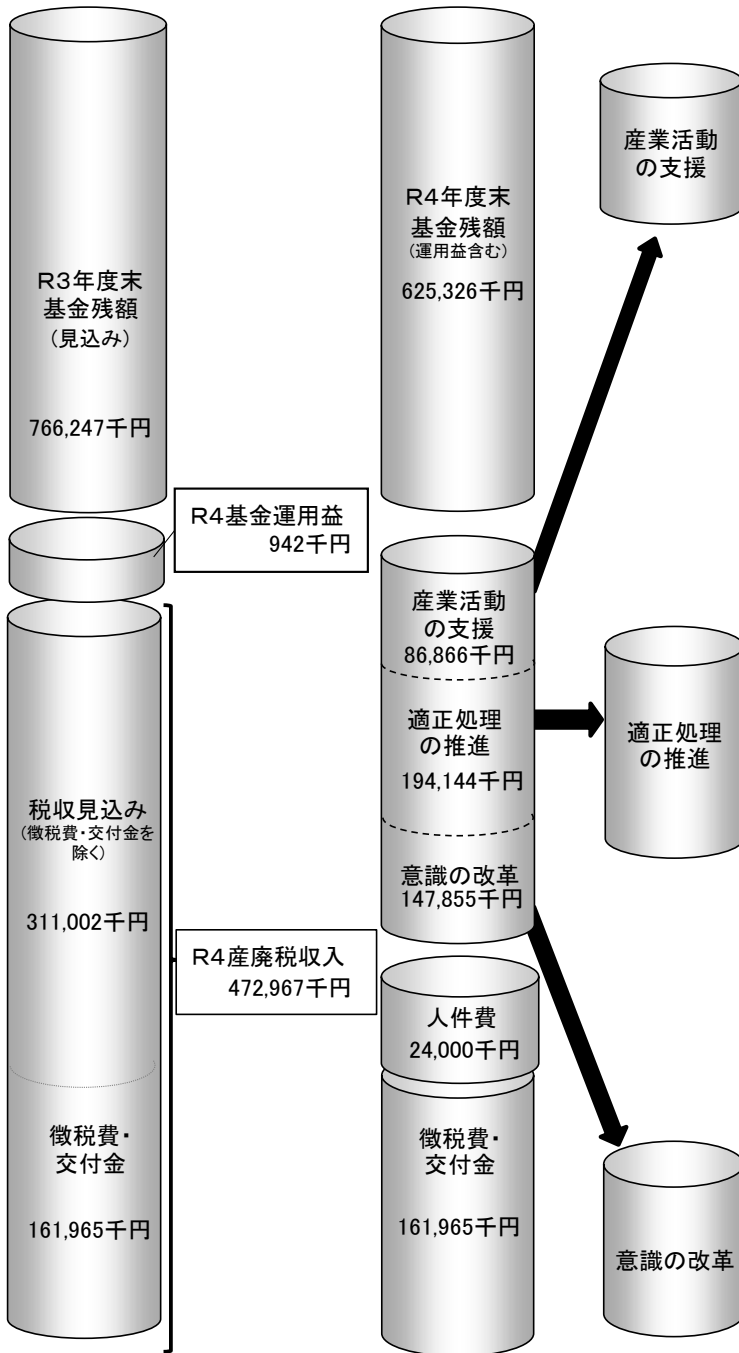 R3年度末
基金残額
(見込み)
766,247千円
R4基金運用益
942千円
税収見込み
(徴税費・交付金を
除く)
311,002千円
R4産廃税収入
472,967千円
徴税費・
交付金
161,965千円
R4年度末
基金残額
(運用益含む)
625,326千円
産業活動
の支援
86,866千円
適正処理
の推進
194,144千円
意識の改革
147,855千円
人件費
24,000千円
徴税費・
交付金
161,965千円
産業活動
の支援
適正処理
の推進
意識の改革